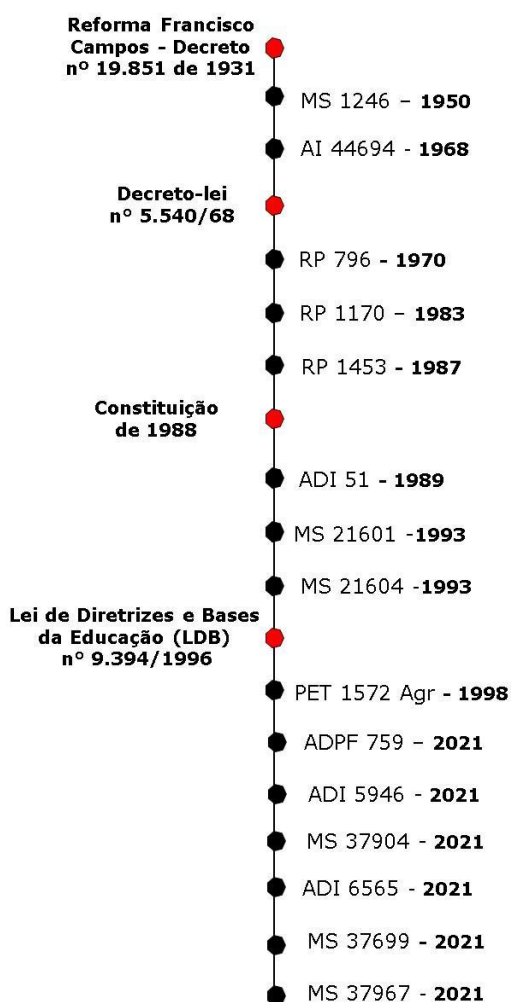 Reforma Francisco
Campos - Decreto
nº 19.851 de 1931
MS 1246 – 1950
AI 44694 - 1968
Decreto-lei
nº 5.540/68
RP 796 - 1970
RP 1170 – 1983
RP 1453 - 1987
Constituição
de 1988
ADI 51 - 1989
MS 21601 -1993
MS 21604 -1993
Lei de Diretrizes e Bases
da Educação (LDB)
nº 9.394/1996
PET 1572 Agr - 1998
ADPF 759 – 2021
ADI 5946 - 2021
MS 37904 - 2021
ADI 6565 - 2021
MS 37699 - 2021
MS 37967 - 2021